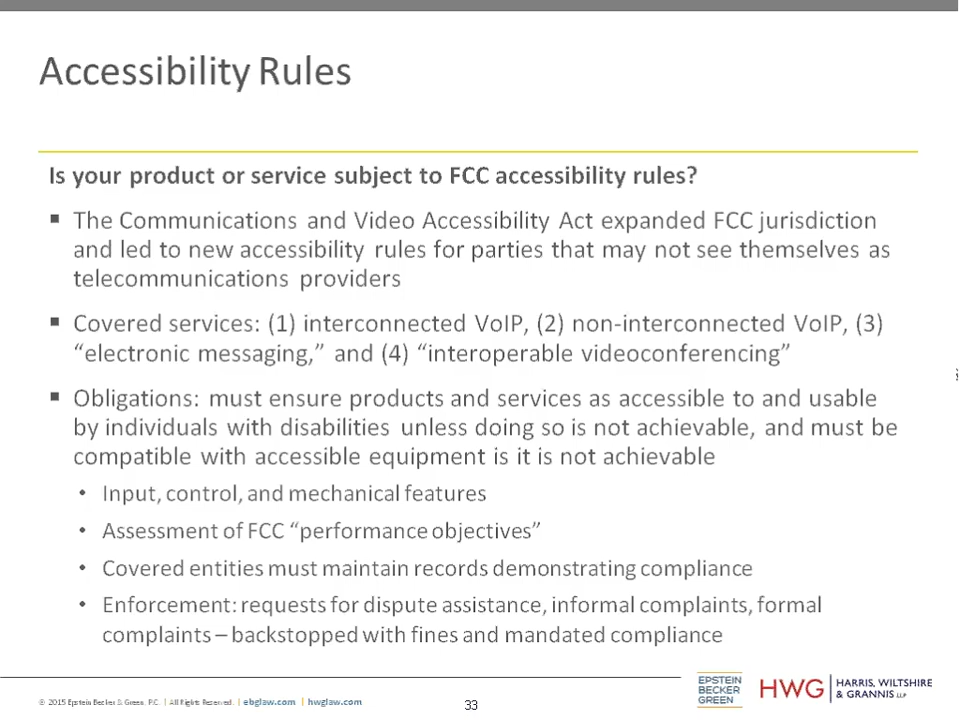 Accessibility Rules
Is your product or service subject to FCC accessibility rules?
▪ The Communications and Video Accessibility Act expanded FCC jurisdiction
and led to new accessibility rules for parties that may not see themselves as
telecommunications providers
▪ Covered services: (1) interconnected VoIP, (2) non-interconnected VoIP, (3)
“electronic messaging,” and (4) “interoperable videoconferencing”
▪ Obligations: must ensure products and services as accessible to and usable
by individuals with disabilities unless doing so is not achievable, and must be
compatible with accessible equipment is it is not achievable
• Input, control, and mechanical features
• Assessment of FCC “performance objectives”
• Covered entities must maintain records demonstrating compliance
• Enforcement: requests for dispute assistance, informal complaints, formal
complaints – backstopped with fines and mandated compliance
© 2015 Epstein Becker & Green, P.C. | All Rights Reserved. | ebglaw.com | hwglaw.com
33
EPSTEIN
BECKER
GREEN
HWG | HARRIS, WILTSHIRE
& GRANNIS LLP